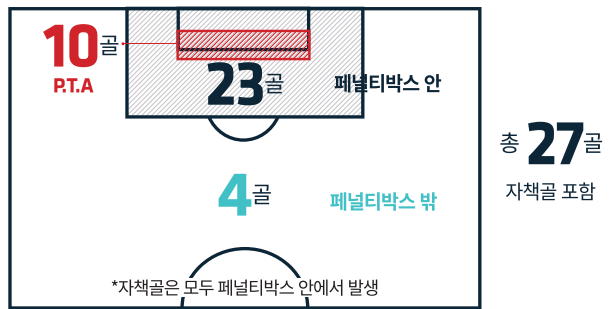 10골
P.T.A
23골
페널티박스 안
총 27골
자책골 포함
4골
페널티박스 밖
*자책골은 모두 페널티박스 안에서 발생